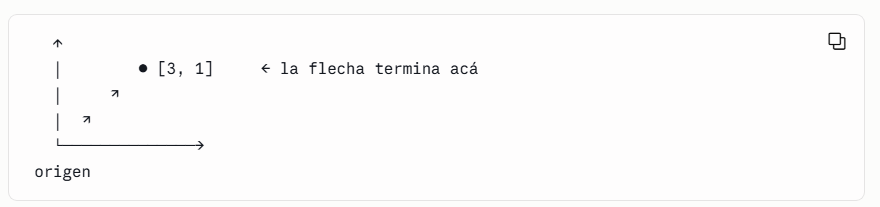 [3, 1] ← la flecha termina acá
origen